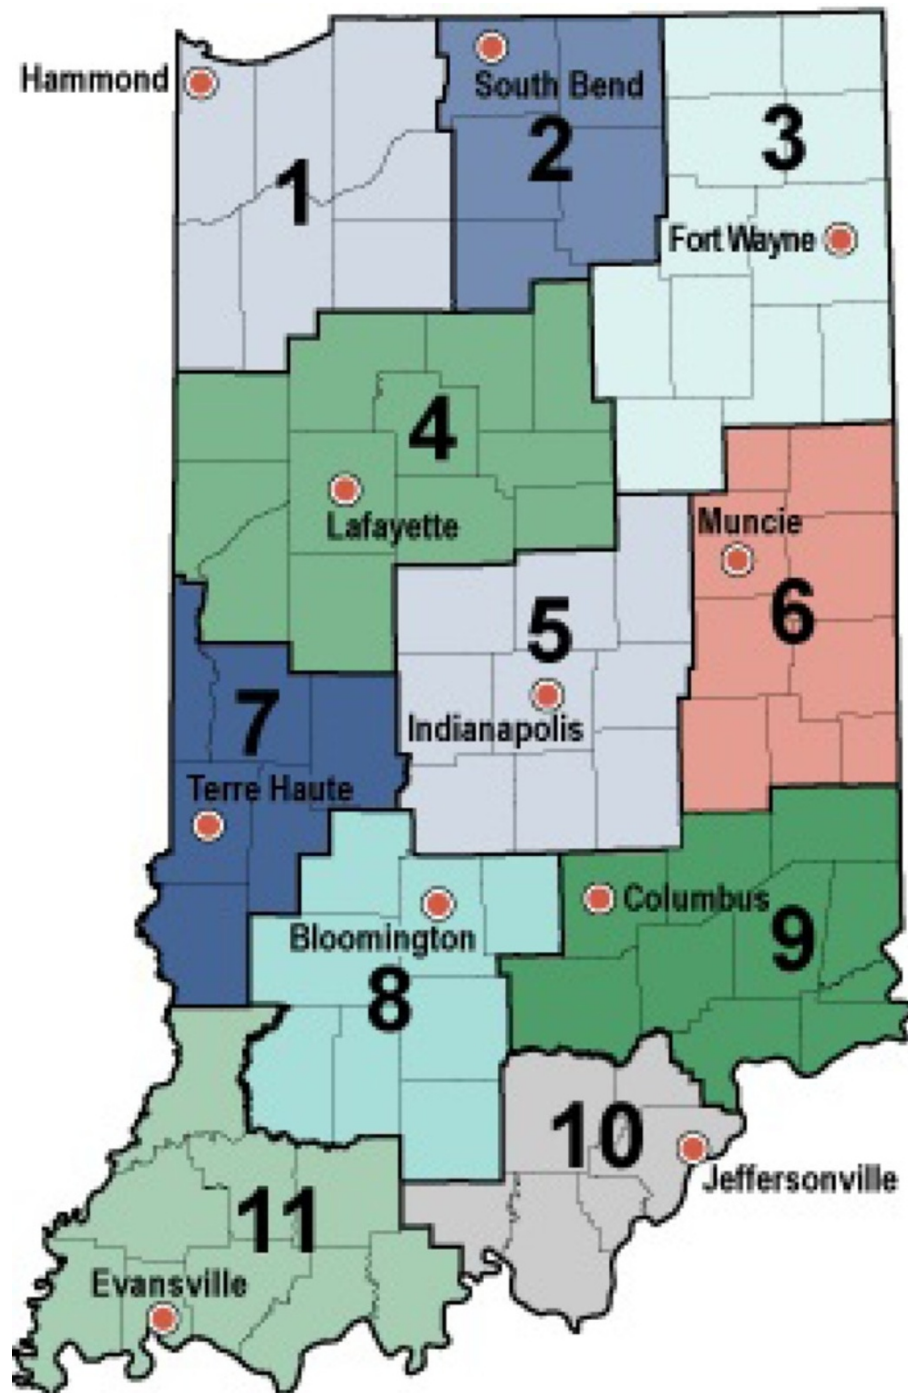 Hammond
South Bend
1
2
3
Fort Wayne
4
Lafayette
Muncie
5
6
Indianapolis
7
Terre Haute
Columbus
Bloomington
9
8
10
Jeffersonville
11
Evansville